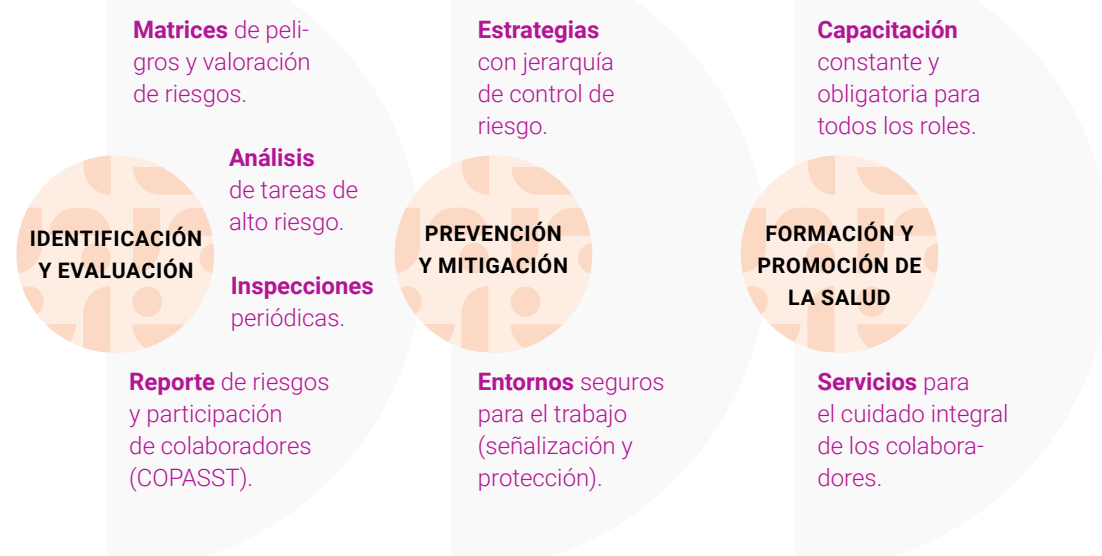 Matrices de peli-
gros y valoración
de riesgos.
Análisis
de tareas de
alto riesgo.
IDENTIFICACIÓN
Y EVALUACIÓN
Inspecciones
periódicas.
Reporte de riesgos
y participación
de colaboradores
(COPASST).
Estrategias
con jerarquía
de control de
riesgo.
PREVENCIÓN
Y MITIGACIÓN
Entornos seguros
para el trabajo
(señalización y
protección).
Capacitación
constante y
obligatoria para
todos los roles.
FORMACIÓN Y
PROMOCIÓN DE
LA SALUD
Servicios para
el cuidado integral
de los colabora-
dores.